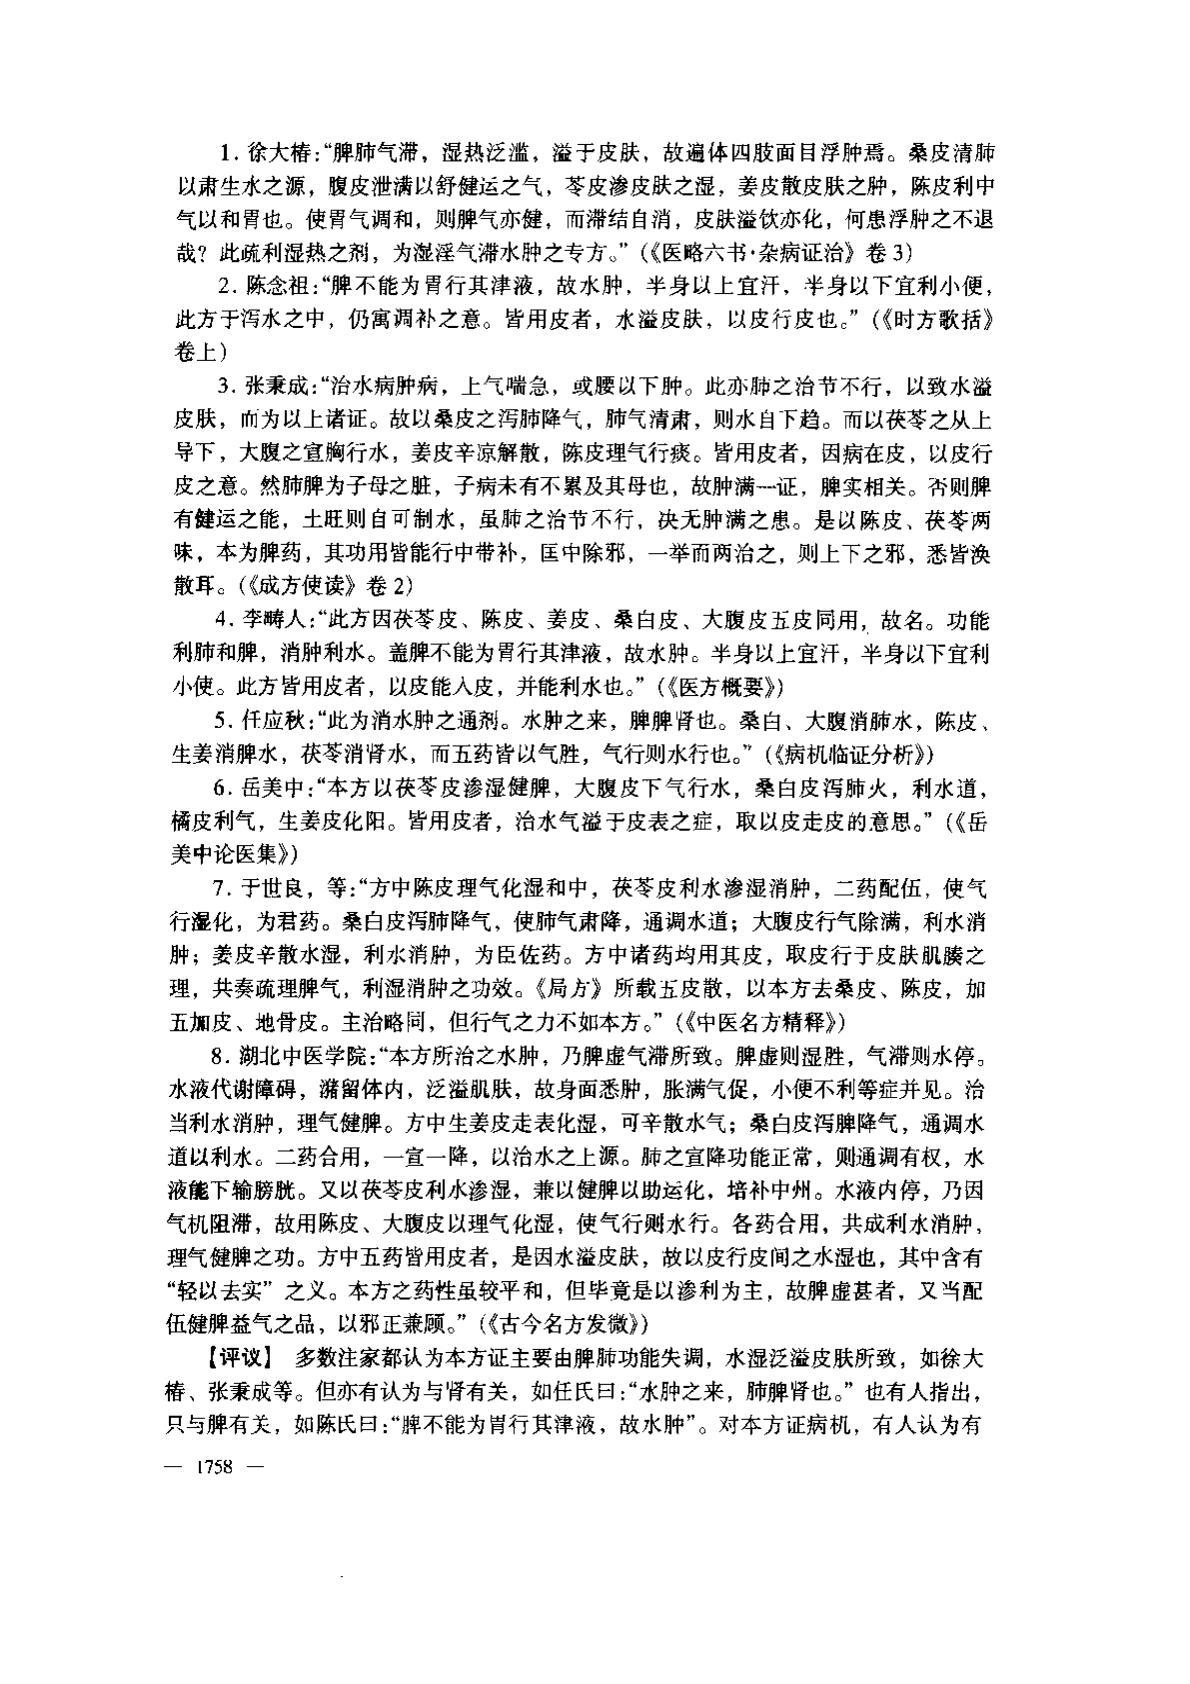 1. 徐大椿:“脾肺气滞，湿热泛滥，溢于皮肤，故遍体四肢面目浮肿焉。桑皮清肺
以肃生水之源，腹皮泄满以舒健运之气，苓皮渗皮肤之湿，姜皮散皮肤之肿，陈皮利中
气以和胃也。使胃气调和，则脾气亦健，而滞结自消，皮肤溢饮亦化，何患浮肿之不退
哉？此疏利湿热之剂，为湿淫气滞水肿之专方。”(《医略六书·杂病证治》卷 3)
2. 陈念祖:“脾不能为胃行其津液，故水肿，半身以上宜汗，半身以下宜利小便，
此方于泻水之中，仍寓调补之意。皆用皮者，水溢皮肤，以皮行皮也。”(《时方歌括》
卷上)
3. 张秉成:“治水病肿病，上气喘急，或腰以下肿。此亦肺之治节不行，以致水溢
皮肤，而为以上诸证。故以桑皮之泻肺降气，肺气清肃，则水自下趋。而以茯苓之从上
导下，大腹之宣胸行水，姜皮辛凉解散，陈皮理气行痰。皆用皮者，因病在皮，以皮行
皮之意。然肺脾为子母之脏，子病未有不累及其母也，故肿满一证，脾实相关。否则脾
有健运之能，土旺则自可制水，虽肺之治节不行，决无肿满之患。是以陈皮、茯苓两
味，本为脾药，其功用皆能行中带补，匡中除邪，一举而两治之，则上下之邪，悉皆涣
散耳。(《成方便读》卷 2)
4. 李畴人:“此方因茯苓皮、陈皮、姜皮、桑白皮、大腹皮五皮同用，故名。功能
利肺和脾，消肿利水。盖脾不能为胃行其津液，故水肿。半身以上宜汗，半身以下宜利
小便。此方皆用皮者，以皮能入皮，并能利水也。”(《医方概要》)
5. 任应秋:“此为消水肿之通剂。水肿之来，脾脾肾也。桑白、大腹消肺水，陈皮、
生姜消脾水，茯苓消肾水，而五药皆以气胜，气行则水行也。”(《病机临证分析》)
6. 岳美中:“本方以茯苓皮渗湿健脾，大腹皮下气行水，桑白皮泻肺火，利水道，
橘皮利气，生姜皮化阳。皆用皮者，治水气溢于皮表之症，取以皮走皮的意思。”(《岳
美中论医集》)
7. 于世良，等:“方中陈皮理气化湿和中，茯苓皮利水渗湿消肿，二药配伍，使气
行湿化，为君药。桑白皮泻肺降气，使肺气肃降，通调水道；大腹皮行气除满，利水消
肿；姜皮辛散水湿，利水消肿，为臣佐药。方中诸药均用其皮，取皮行于皮肤肌腠之
理，共奏疏理脾气，利湿消肿之功效。《局方》所载五皮散，以本方去桑皮、陈皮，加
五加皮、地骨皮。主治略同，但行气之力不如本方。”(《中医名方精释》)
8. 湖北中医学院:“本方所治之水肿，乃脾虚气滞所致。脾虚则湿胜，气滞则水停。
水液代谢障碍，潴留体内，泛溢肌肤，故身面悉肿，胀满气促，小便不利等症并见。治
当利水消肿，理气健脾。方中生姜皮走表化湿，可辛散水气；桑白皮泻脾降气，通调水
道以利水。二药合用，一宣一降，以治水之上源。肺之宣降功能正常，则通调有权，水
液能下输膀胱。又以茯苓皮利水渗湿，兼以健脾以助运化，培补中州。水液内停，乃因
气机阻滞，故用陈皮、大腹皮以理气化湿，使气行则水行。各药合用，共成利水消肿，
理气健脾之功。方中五药皆用皮者，是因水溢皮肤，故以皮行皮间之水湿也，其中含有
“轻以去实”之义。本方之药性虽较平和，但毕竟是以渗利为主，故脾虚甚者，又当配
伍健脾益气之品，以邪正兼顾。”(《古今名方发微》)
【评议】 多数注家都认为本方证主要由脾肺功能失调，水湿泛溢皮肤所致，如徐大
椿、张秉成等。但亦有认为与肾有关，如任氏曰:“水肿之来，肺脾肾也。”也有人指出，
只与脾有关，如陈氏曰:“脾不能为胃行其津液，故水肿”。对本方证病机，有人认为有
— 1758 —